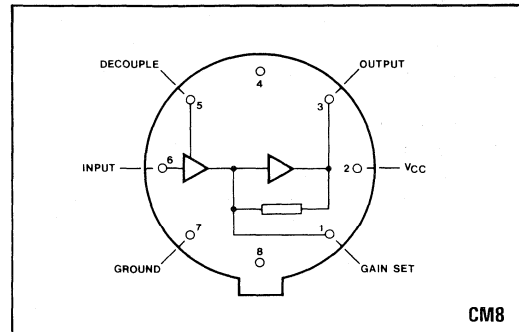 DECOUPLE
OUTPUT
4
5
3
INPUT
6
2
VCC
7
1
8
GROUND
GAIN SET
CM8